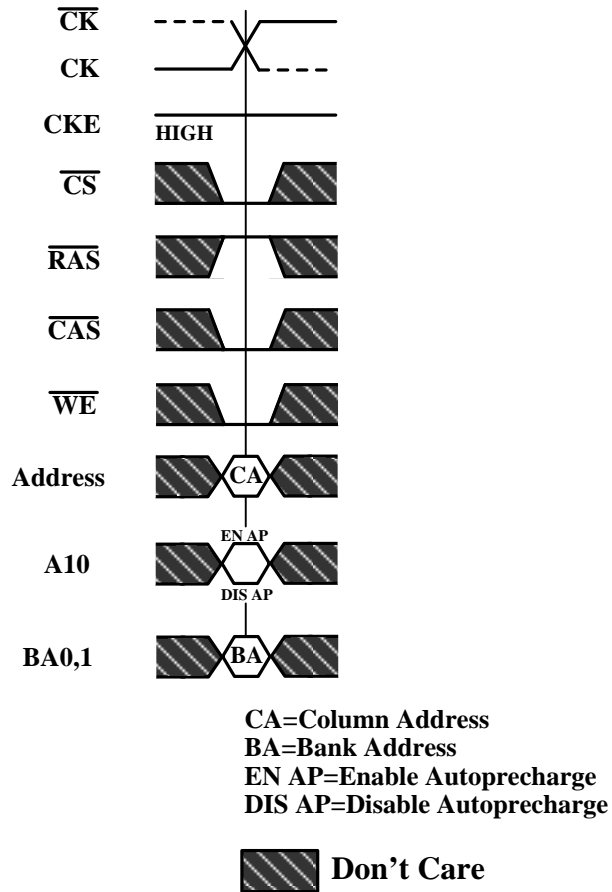 CK
CK
CKE
HIGH
CS
RAS
CAS
WE
Address
CA
EN AP
A10
DIS AP
BA0,1
BA
CA=Column Address
BA=Bank Address
EN AP=Enable Autoprecharge
DIS AP=Disable Autoprecharge
Don't Care